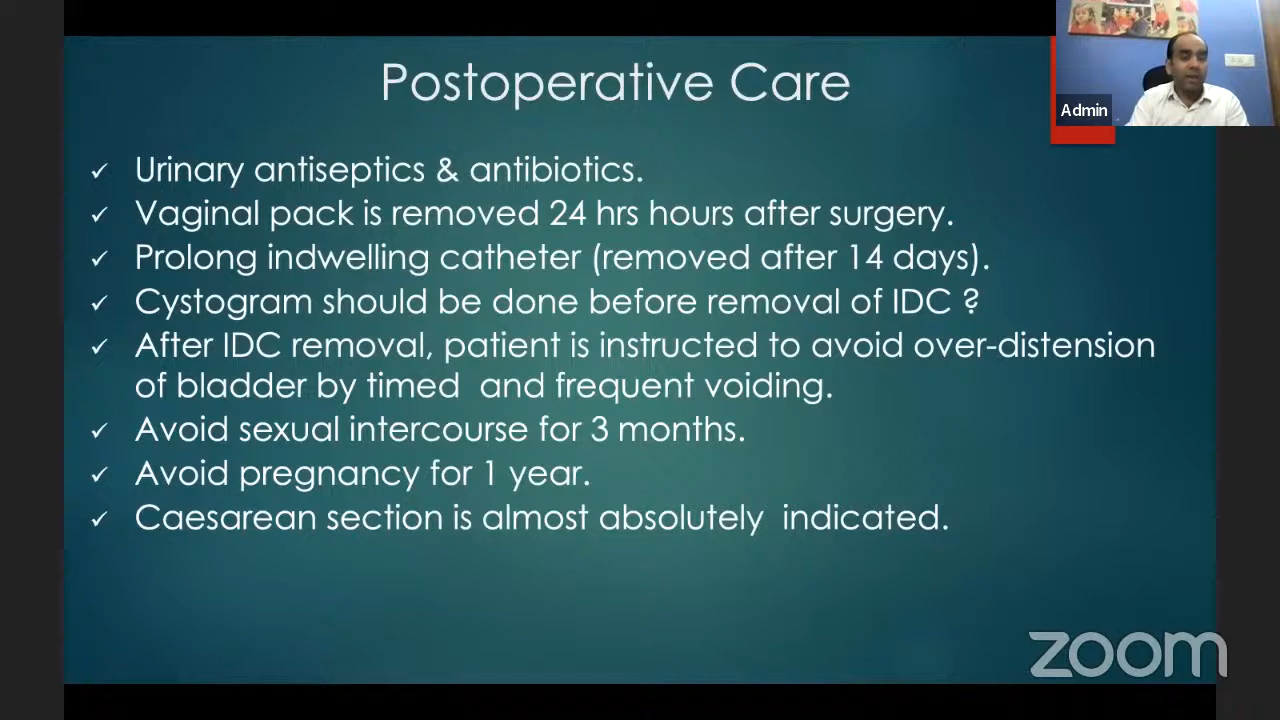 Postoperative Care
Admin
✓ Urinary antiseptics & antibiotics.
✓ Vaginal pack is removed 24 hrs hours after surgery.
✓ Prolong indwelling catheter (removed after 14 days).
✓ Cystogram should be done before removal of IDC ?
✓ After IDC removal, patient is instructed to avoid over-distension
of bladder by timed and frequent voiding.
✓ Avoid sexual intercourse for 3 months.
✓ Avoid pregnancy for 1 year.
✓ Caesarean section is almost absolutely indicated.
zoom